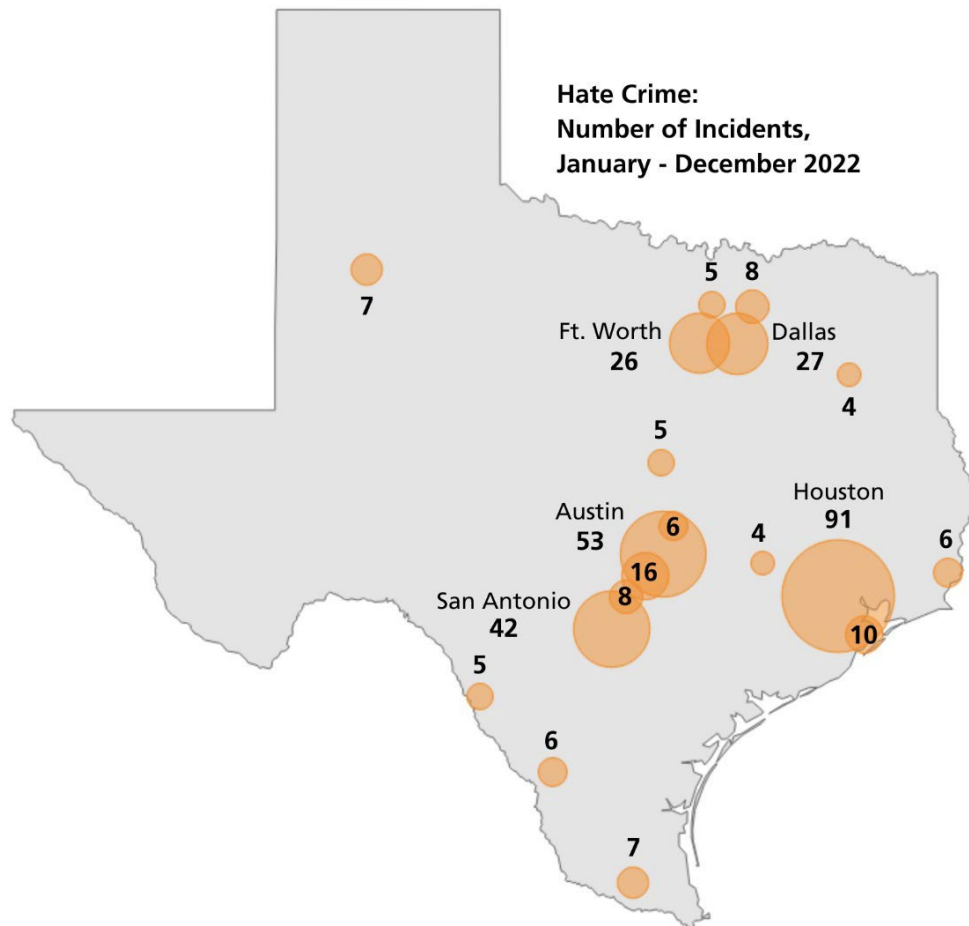 Hate Crime:
Number of Incidents,
January - December 2022
5
8
7
Ft. Worth
26
Dallas
27
4
5
Houston
91
Austin
53
6
4
6
16
8
San Antonio
42
10
5
6
7